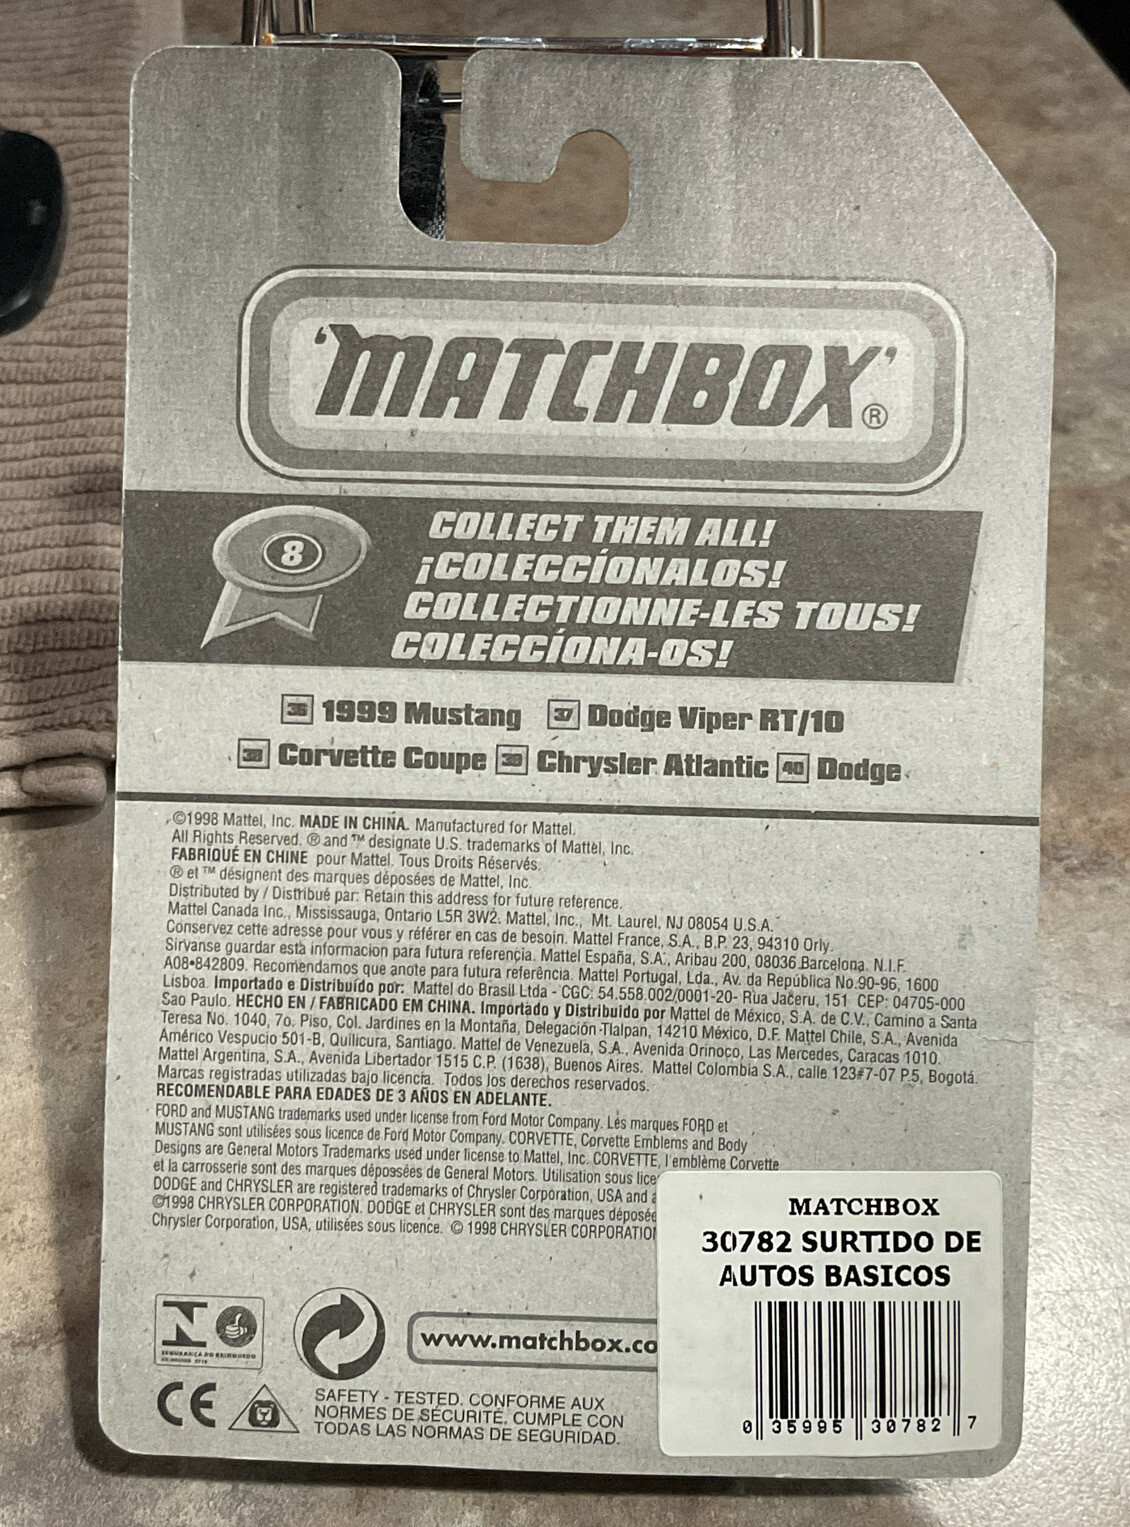 'MATCHBOX'®
8
COLLECT THEM ALL!
¡COLECCÍONALOS!
COLLECTIONNE-LES TOUS!
COLECCÍONA-OS!
36 1999 Mustang 37 Dodge Viper RT/10
38 Corvette Coupe 39 Chrysler Atlantic 40 Dodge
©1998 Mattel, Inc. MADE IN CHINA. Manufactured for Mattel.
All Rights Reserved. ® and ™ designate U.S. trademarks of Mattel, Inc.
FABRIQUÉ EN CHINE pour Mattel. Tous Droits Réservés.
® et ™ désignent des marques déposées de Mattel, Inc.
Distributed by / Distribué par: Retain this address for future reference.
Mattel Canada Inc., Mississauga, Ontario L5R 3W2. Mattel, Inc., Mt. Laurel, NJ 08054 U.S.A.
Conservez cette adresse pour vous y référer en cas de besoin. Mattel France, S.A., B.P. 23, 94310 Orly.
Sirvanse guardar està informacion para futura referencia. Mattel España, S.A., Aribau 200, 08036 Barcelona. N.I.F.
A08•842809. Recomendamos que anote para futura referência. Mattel Portugal, Lda., Av. da República No.90-96, 1600
Lisboa. Importado e Distribuído por: Mattel do Brasil Ltda - CGC: 54.558.002/0001-20- Rua Jaceru, 151 CEP: 04705-000
Sao Paulo. HECHO EN / FABRICADO EM CHINA. Importado y Distribuido por Mattel de México, S.A. de C.V., Camino a Santa
Teresa No. 1040, 7o. Piso, Col. Jardines en la Montaña, Delegación Tlalpan, 14210 México, D.F. Mattel Chile, S.A., Avenida
Américo Vespucio 501-B, Quilicura, Santiago. Mattel de Venezuela, S.A., Avenida Orinoco, Las Mercedes, Caracas 1010.
Mattel Argentina, S.A., Avenida Libertador 1515 C.P. (1638), Buenos Aires. Mattel Colombia S.A., calle 123#7-07 P.5, Bogotá.
Marcas registradas utilizadas bajo licencia. Todos los derechos reservados.
RECOMENDABLE PARA EDADES DE 3 AÑOS EN ADELANTE.
FORD and MUSTANG trademarks used under license from Ford Motor Company. Les marques FORD et
MUSTANG sont utilisées sous licence de Ford Motor Company. CORVETTE, Corvette Emblems and Body
Designs are General Motors Trademarks used under license to Mattel, Inc. CORVETTE, l'emblème Corvette
et la carrosserie sont des marques dépossées de General Motors. Utilisation sous lice
DODGE and CHRYSLER are registered trademarks of Chrysler Corporation, USA and a
©1998 CHRYSLER CORPORATION. DODGE et CHRYSLER sont des marques déposée
Chrysler Corporation, USA, utilisées sous licence. © 1998 CHRYSLER CORPORATIO
MATCHBOX
30782 SURTIDO DE
AUTOS BASICOS
0 35995 30782 7
SEGURANÇA DO BRINQUEDO
www.matchbox.co
CE
SAFETY - TESTED. CONFORME AUX
NORMES DE SÉCURITÉ. CUMPLE CON
TODAS LAS NORMAS DE SEGURIDAD.